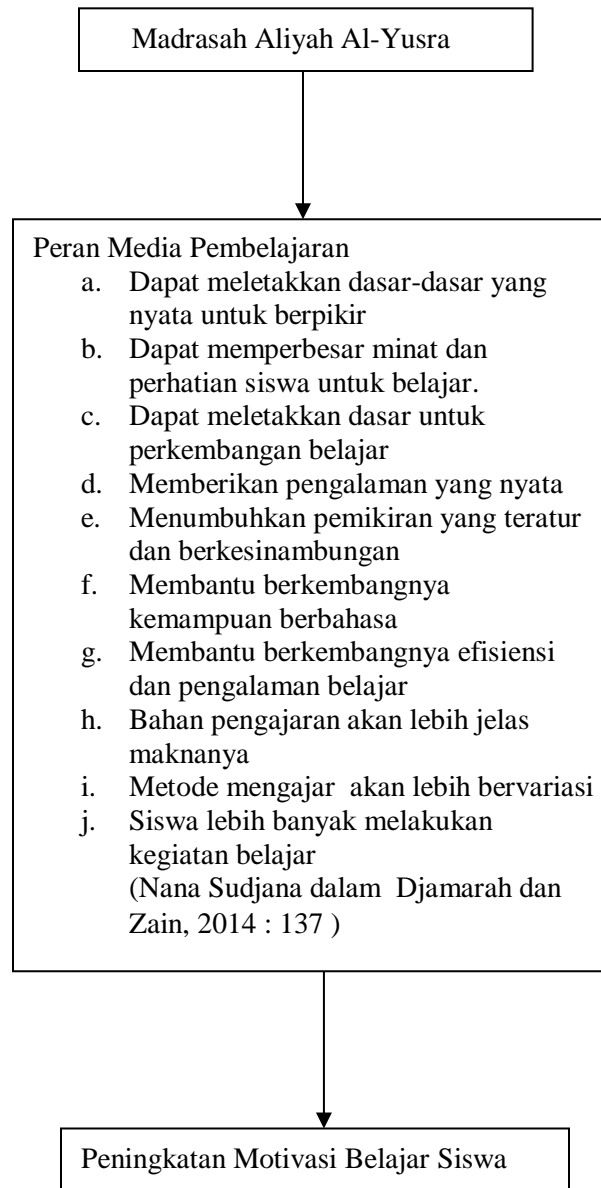 Madrasah Aliyah Al-Yusra
Peran Media Pembelajaran
a. Dapat meletakkan dasar-dasar yang
nyata untuk berpikir
b. Dapat memperbesar minat dan
perhatian siswa untuk belajar.
c. Dapat meletakkan dasar untuk
perkembangan belajar
d. Memberikan pengalaman yang nyata
e. Menumbuhkan pemikiran yang teratur
dan berkesinambungan
f. Membantu berkembangnya
kemampuan berbahasa
g. Membantu berkembangnya efisiensi
dan pengalaman belajar
h. Bahan pengajaran akan lebih jelas
maknanya
i. Metode mengajar akan lebih bervariasi
j. Siswa lebih banyak melakukan
kegiatan belajar
(Nana Sudjana dalam Djamarah dan
Zain, 2014 : 137 )
Peningkatan Motivasi Belajar Siswa